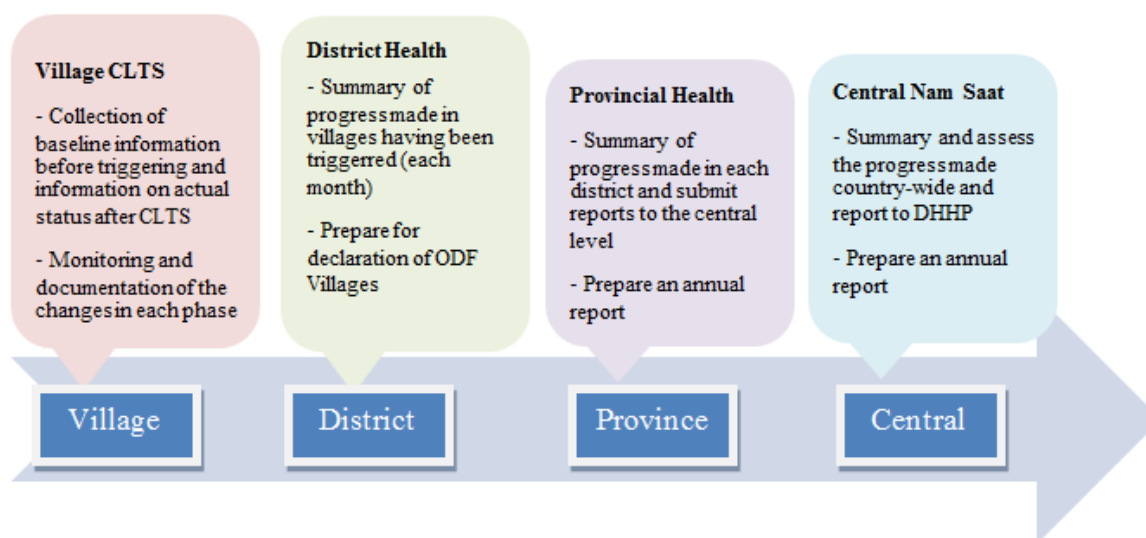 Village CLTS
- Collection of
baseline information
before triggering and
information on actual
status after CLTS
- Monitoring and
documentation of the
changes in each phase
District Health
- Summary of
progress made in
villages having been
triggerred (each
month)
- Prepare for
declaration of ODF
Villages
Provincial Health
- Summary of
progress made in each
district and submit
reports to the central
level
- Prepare an annual
report
Central Nam Saat
- Summary and assess
the progress made
country-wide and
report to DHHP
- Prepare an annual
report
Village
District
Province
Central